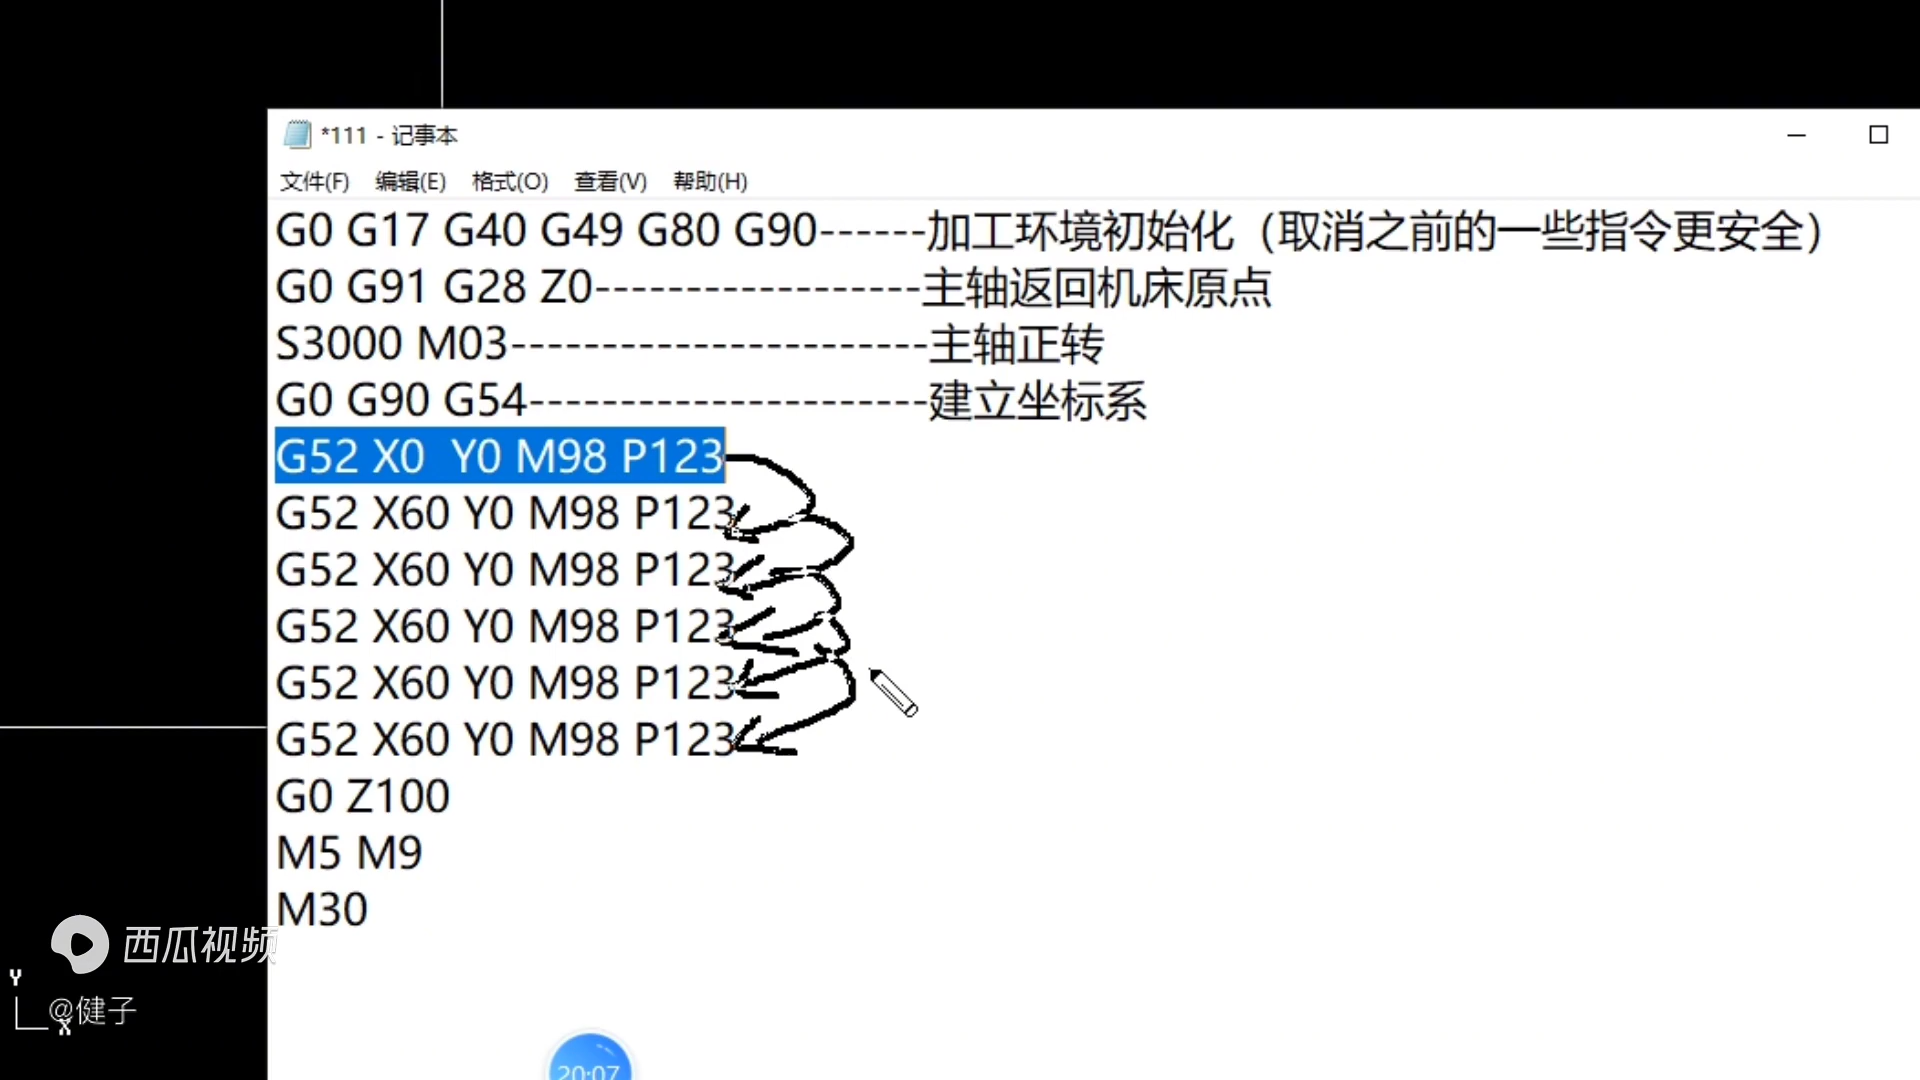 *111 - 记事本
文件(F) 编辑(E) 格式(O) 查看(V) 帮助(H)
G0 G17 G40 G49 G80 G90------加工环境初始化（取消之前的一些指令更安全）
G0 G91 G28 Z0------------------主轴返回机床原点
S3000 M03-----------------------主轴正转
G0 G90 G54----------------------建立坐标系
G52 X0  Y0 M98 P123
G52 X60 Y0 M98 P123
G52 X60 Y0 M98 P123
G52 X60 Y0 M98 P123
G52 X60 Y0 M98 P123
G52 X60 Y0 M98 P123
G0 Z100
M5 M9
M30
西瓜视频
Y
@健子
X
20:07